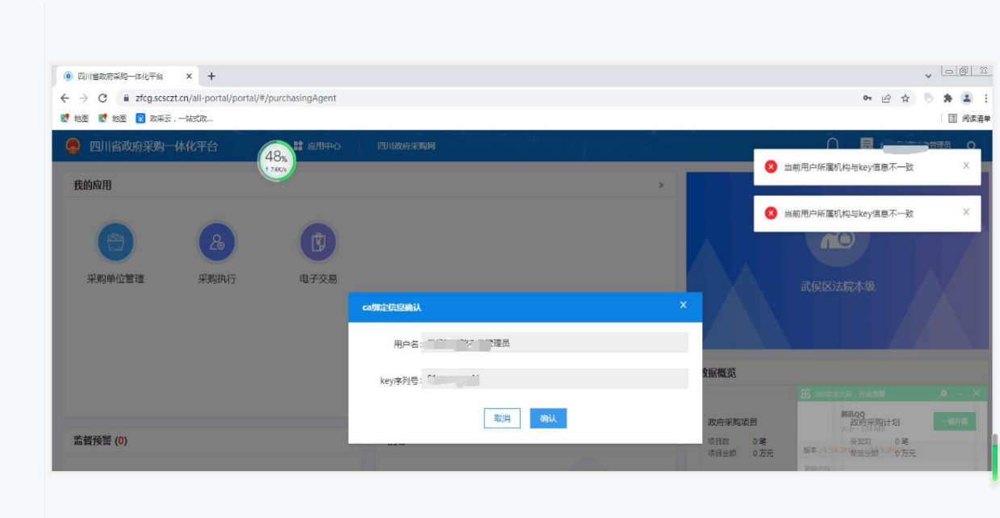 四川省政府采购一体化平台
zfcg.scsczt.cn/all-portal/portal/#/purchasingAgent
地图 地图 政采云，一站式政... 阅读清单
四川省政府采购一体化平台 应用中心 四川政府采购网 管理员
48%
↑ 7.6K/s
当前用户所属机构与key信息不一致
我的应用
当前用户所属机构与key信息不一致
采购单位管理 采购执行 电子交易
武侯区法院本级
ca绑定信息确认
用户名： 管理员
key序列号：
取消 确认
数据概览
腾讯QQ
一键升级
政府采购项目 政府采购计划
项目数 0 笔 备案数 0 笔
项目金额 0 万元 备案金额 0 万元
版本：
更新内容
监督预警 (0)